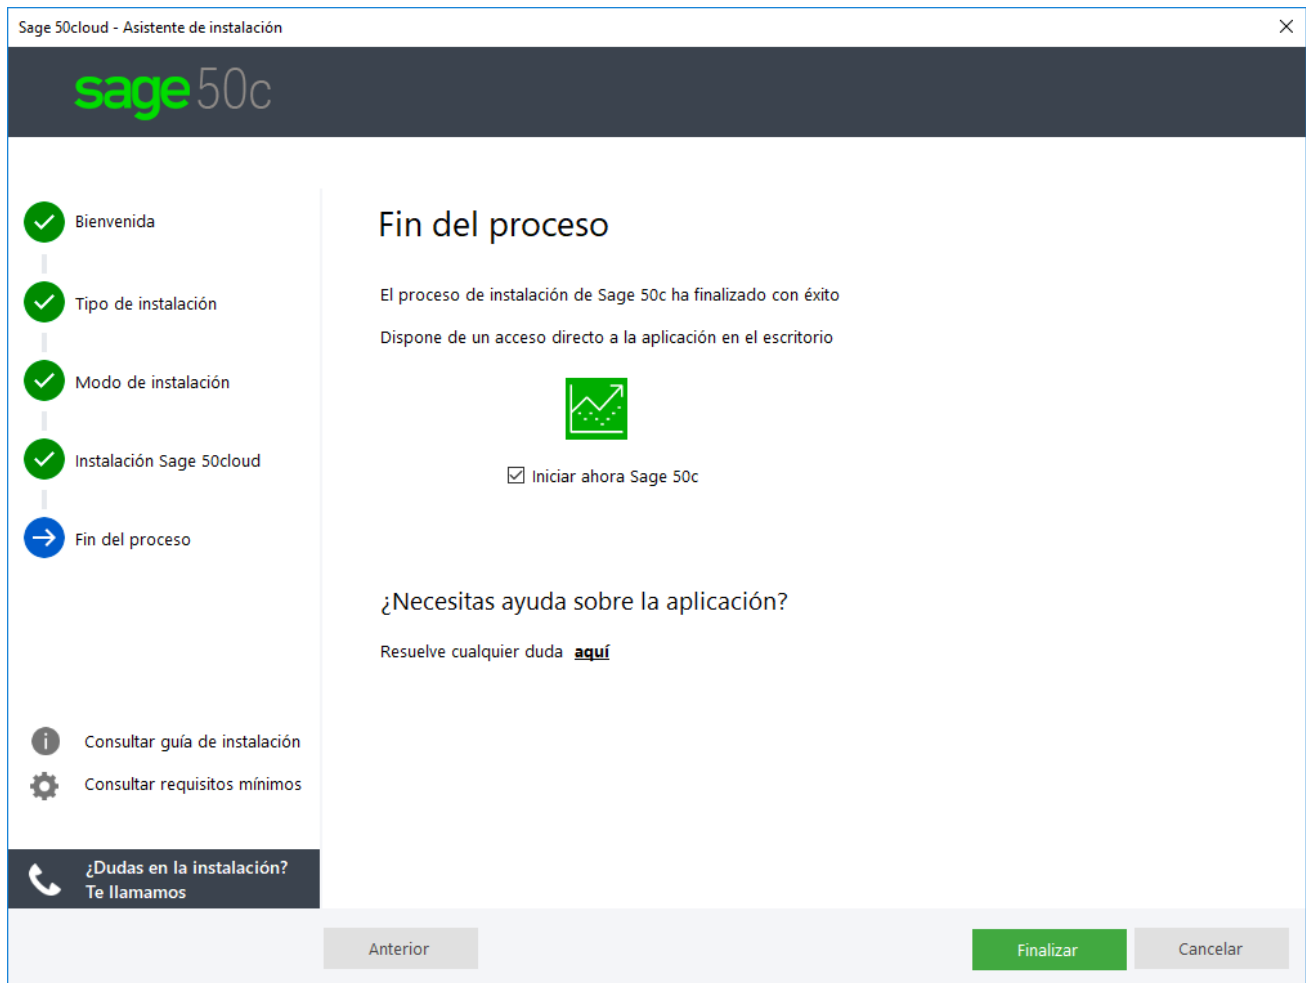 Sage 50cloud - Asistente de instalación
sage 50c
Bienvenida
Tipo de instalación
Modo de instalación
Instalación Sage 50cloud
Fin del proceso
Consultar guía de instalación
Consultar requisitos mínimos
¿Dudas en la instalación?
Te llamamos
Fin del proceso
El proceso de instalación de Sage 50c ha finalizado con éxito
Dispone de un acceso directo a la aplicación en el escritorio
Iniciar ahora Sage 50c
¿Necesitas ayuda sobre la aplicación?
Resuelve cualquier duda aquí
Anterior
Finalizar
Cancelar